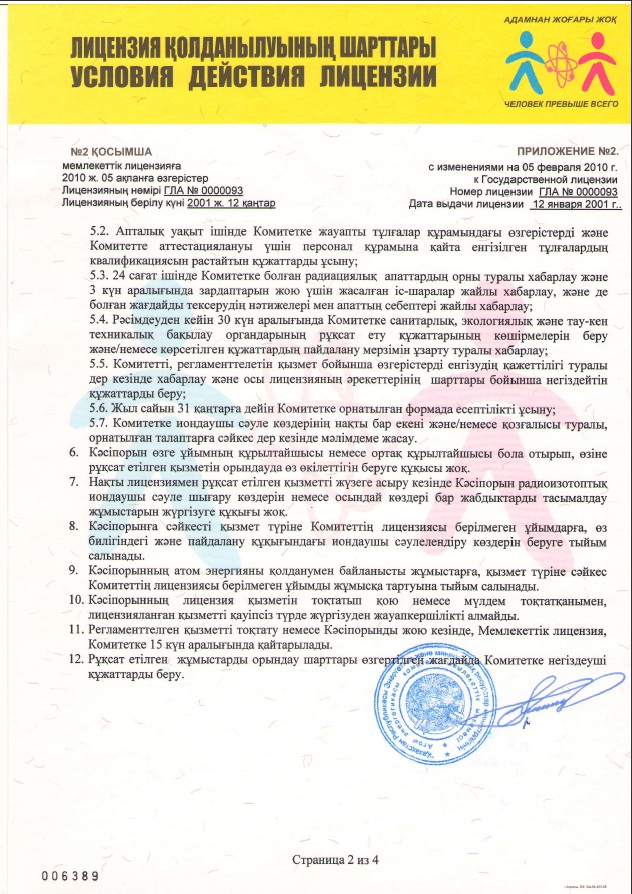 АДАМНАН ЖОҒАРЫ ЖОҚ
ЛИЦЕНЗИЯ ҚОЛДАНЫЛУЫНЫҢ ШАРТТАРЫ
УСЛОВИЯ ДЕЙСТВИЯ ЛИЦЕНЗИИ
ЧЕЛОВЕК ПРЕВЫШЕ ВСЕГО
№2 ҚОСЫМША
мемлекеттік лицензияға
2010 ж. 05 ақпанға өзгерістер
Лицензияның нөмірі ГЛА № 0000093
Лицензияның берілу күні 2001 ж. 12 қаңтар
ПРИЛОЖЕНИЕ №2.
с изменениями на 05 февраля 2010 г.
к Государственной лицензии
Номер лицензии ГЛА № 0000093
Дата выдачи лицензии 12 января 2001 г..
5.2. Апталық уақыт ішінде Комитетке жауапты тұлғалар құрамындағы өзгерістерді және
Комитетте аттестациялануы үшін персонал құрамына қайта енгізілген тұлғалардың
квалификациясын растайтын құжаттарды ұсыну;
5.3. 24 сағат ішінде Комитетке болған радиациялық апаттардың орны туралы хабарлау және
3 күн аралығында зардаптарын жою үшін жасалған іс-шаралар жайлы хабарлау, және де
болған жағдайды тексерудің нәтижелері мен апаттың себептері жайлы хабарлау;
5.4. Рәсімдеуден кейін 30 күн аралығында Комитетке санитарлық, экологиялық және тау-кен
техникалық бақылау органдарының рұқсат ету құжаттарының көшірмелерін беру
және/немесе көрсетілген құжаттардың пайдалану мерзімін ұзарту туралы хабарлау;
5.5. Комитетті, регламенттелетін қызмет бойынша өзгерістерді енгізудің қажеттілігі туралы
дер кезінде хабарлау және осы лицензияның әрекеттерінің шарттары бойынша негіздейтін
құжаттарды беру;
5.6. Жыл сайын 31 қантарға дейін Комитетке орнатылған формада есептілікті ұсыну;
5.7. Комитетке иондаушы сәуле көздерінің нақты бар екені және/немесе қозғалысы туралы,
орнатылған талаптарға сәйкес дер кезінде мәлімдеме жасау.
6. Кәсіпорын өзге ұйымның құрылтайшысы немесе ортақ құрылтайшысы бола отырып, өзіне
рұқсат етілген қызметін орындауда өз өкілеттігін беруге құқысы жоқ.
7. Нақты лицензиямен рұқсат етілген қызметті жүзеге асыру кезінде Кәсіпорын радиоизотоптық
иондаушы сәуле шығару көздерін немесе осындай көздері бар жабдықтарды тасымалдау
жұмыстарын жүргізуге құқығы жоқ.
8. Кәсіпорынға сәйкесті қызмет түріне Комитеттің лицензиясы берілмеген ұйымдарға, өз
билігіндегі және пайдалану құқығындағы иондаушы сәулелендіру көздерін беруге тыйым
салынады.
9. Кәсіпорынның атом энергияны қолданумен байланысты жұмыстарға, қызмет түріне сәйкес
Комитеттің лицензиясы берілмеген ұйымды жұмысқа тартуына тыйым салынады.
10. Кәсіпорынның лицензия қызметін тоқтатып қою немесе мүлдем тоқтатқанымен,
лицензияланған қызметті қауіпсіз түрде жүргізуден жауапкершілікті алмайды.
11. Регламенттелген қызметті тоқтату немесе Кәсіпорынды жою кезінде, Мемлекеттік лицензия,
Комитетке 15 күн аралығында қайтарылады.
12. Рұқсат етілген жұмыстарды орындау шарттары өзгертілген жағдайда Комитетке негіздеуші
құжаттарды беру.
Страница 2 из 4
006389